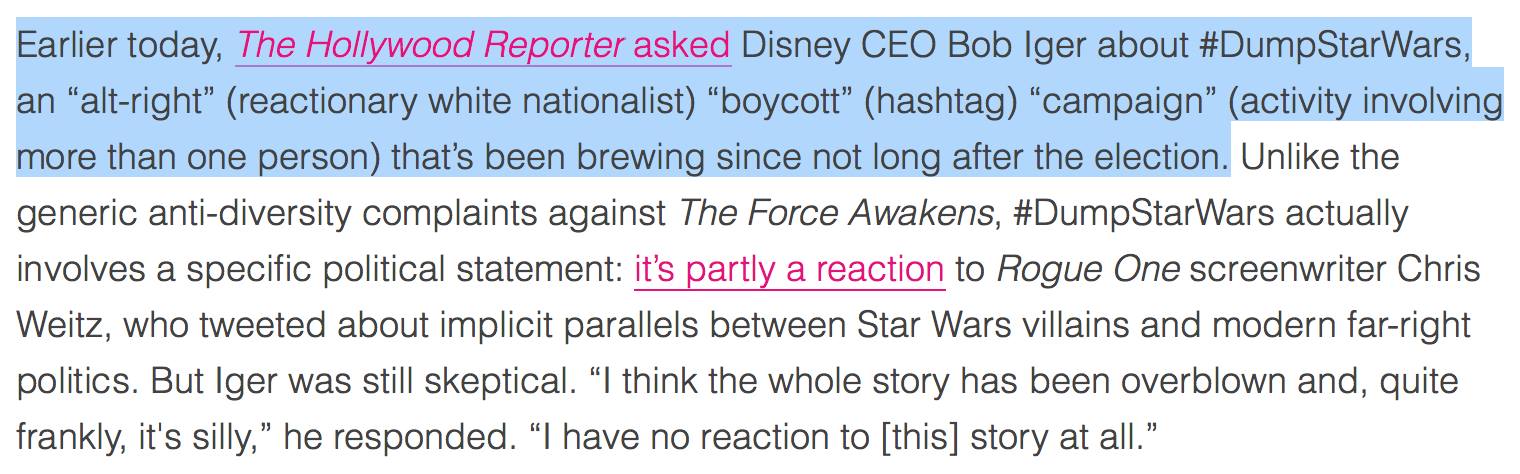 Earlier today, The Hollywood Reporter asked Disney CEO Bob Iger about #DumpStarWars,
an “alt-right” (reactionary white nationalist) “boycott” (hashtag) “campaign” (activity involving
more than one person) that’s been brewing since not long after the election. Unlike the
generic anti-diversity complaints against The Force Awakens, #DumpStarWars actually
involves a specific political statement: it’s partly a reaction to Rogue One screenwriter Chris
Weitz, who tweeted about implicit parallels between Star Wars villains and modern far-right
politics. But Iger was still skeptical. “I think the whole story has been overblown and, quite
frankly, it's silly,” he responded. “I have no reaction to [this] story at all.”